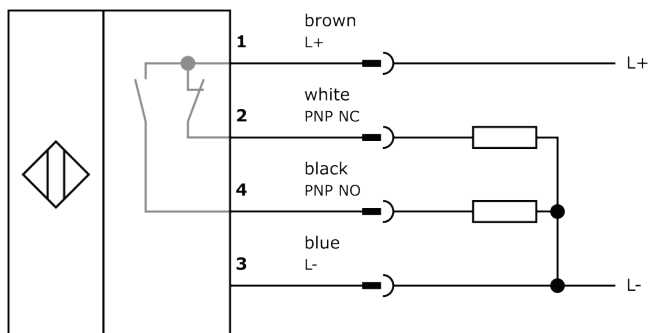 brown
1 L+ L+
white
2 PNP NC
black
4 PNP NO
blue
3 L- L-